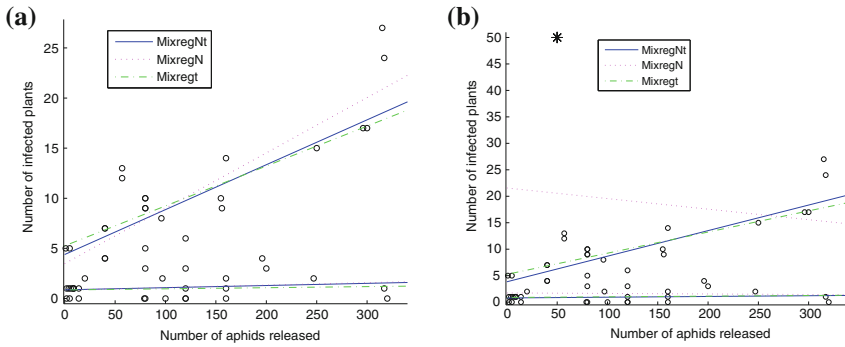 (a)
MixregNt
MixregN
Mixregt
Number of infected plants
25
20
15
10
5
0
0 50 100 150 200 250 300
Number of aphids released
(b)
MixregNt
MixregN
Mixregt
Number of infected plants
50
45
40
35
30
25
20
15
10
5
0
0 50 100 150 200 250 300
Number of aphids released